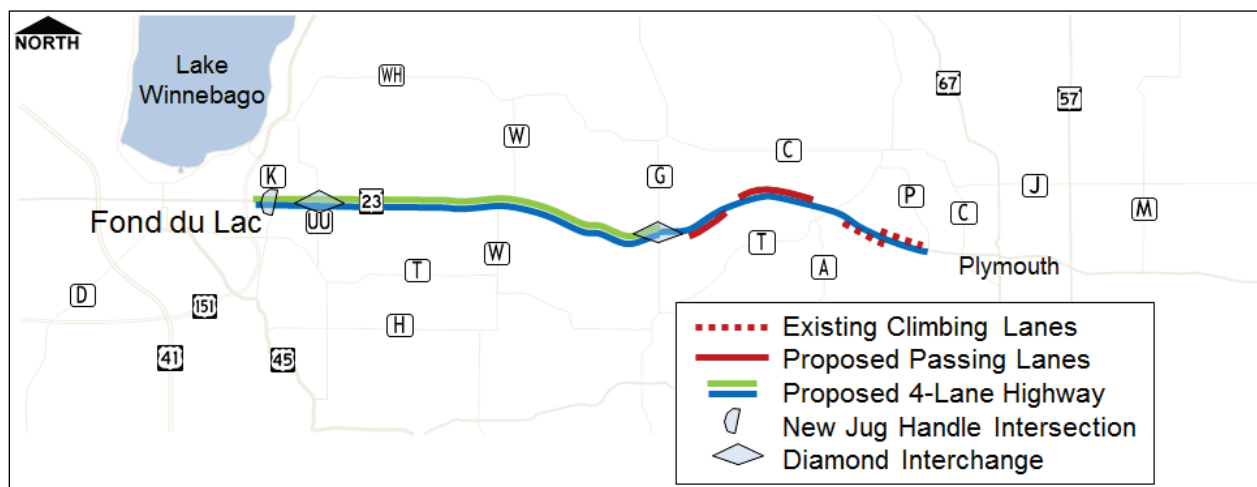 NORTH
Lake
Winnebago
WH
67
57
W
C
K
G
23
P
J
C
M
Fond du Lac
UU
W
T
T
A
Plymouth
D
151
H
41
45
Existing Climbing Lanes
Proposed Passing Lanes
Proposed 4-Lane Highway
New Jug Handle Intersection
Diamond Interchange